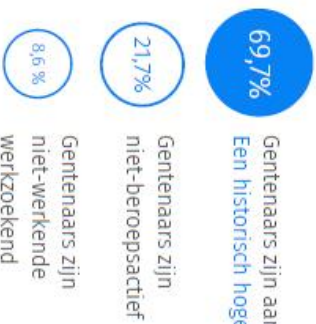 69,7%
Gentenaars zijn aan
Een historisch hoge
21,7%
Gentenaars zijn
niet-beroepsactief
8,6 %
Gentenaars zijn
niet-werkende
werkzoekend